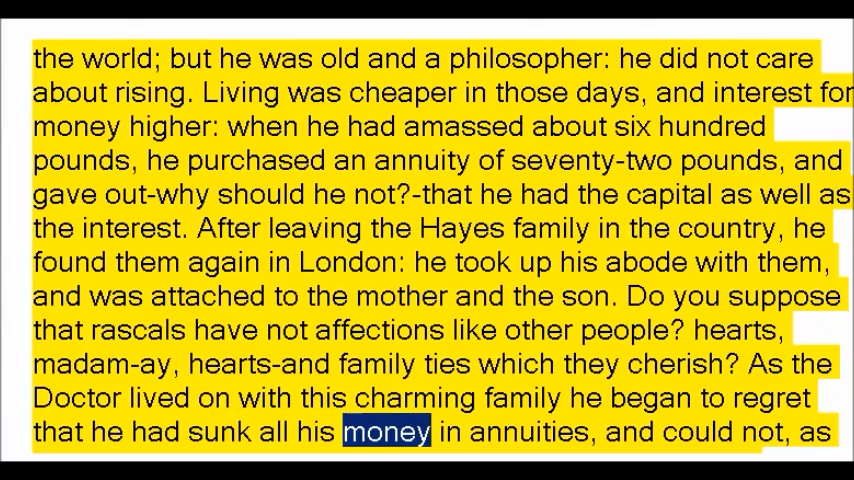 the world; but he was old and a philosopher: he did not care
about rising. Living was cheaper in those days, and interest for
money higher: when he had amassed about six hundred
pounds, he purchased an annuity of seventy-two pounds, and
gave out-why should he not?-that he had the capital as well as
the interest. After leaving the Hayes family in the country, he
found them again in London: he took up his abode with them,
and was attached to the mother and the son. Do you suppose
that rascals have not affections like other people? hearts,
madam-ay, hearts-and family ties which they cherish? As the
Doctor lived on with this charming family he began to regret
that he had sunk all his money in annuities, and could not, as